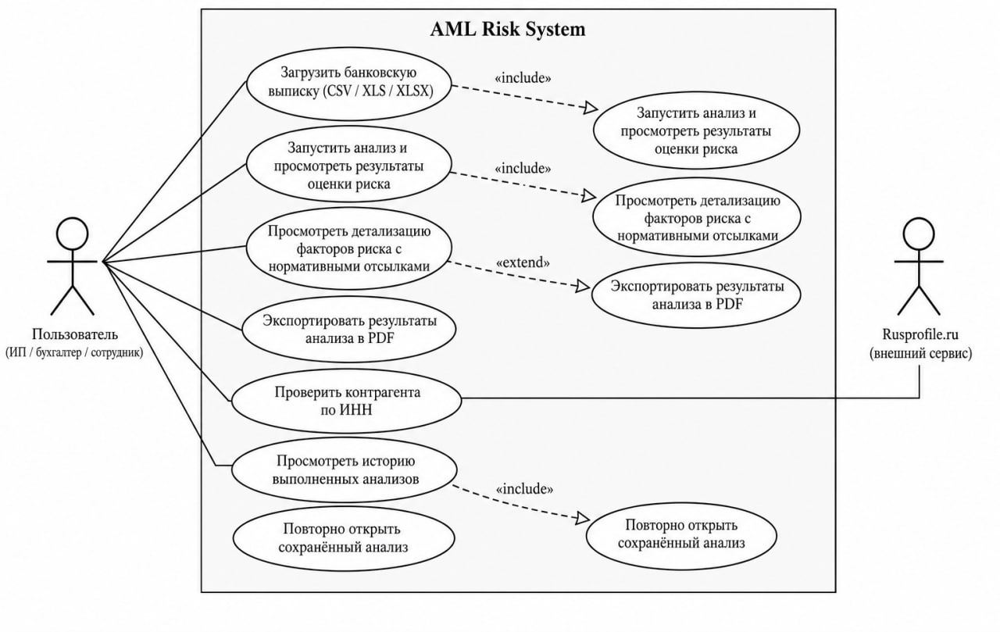 AML Risk System
Загрузить банковскую
выписку (CSV / XLS / XLSX)
«include»
Запустить анализ и
просмотреть результаты
оценки риска
Запустить анализ и
просмотреть результаты
оценки риска
«include»
Просмотреть детализацию
факторов риска с
нормативными отсылками
Просмотреть детализацию
факторов риска с
нормативными отсылками
«extend»
Экспортировать результаты
анализа в PDF
Экспортировать результаты
анализа в PDF
Пользователь
(ИП / бухгалтер / сотрудник)
Rusprofile.ru
(внешний сервис)
Проверить контрагента
по ИНН
Просмотреть историю
выполненных анализов
«include»
Повторно открыть
сохранённый анализ
Повторно открыть
сохранённый анализ